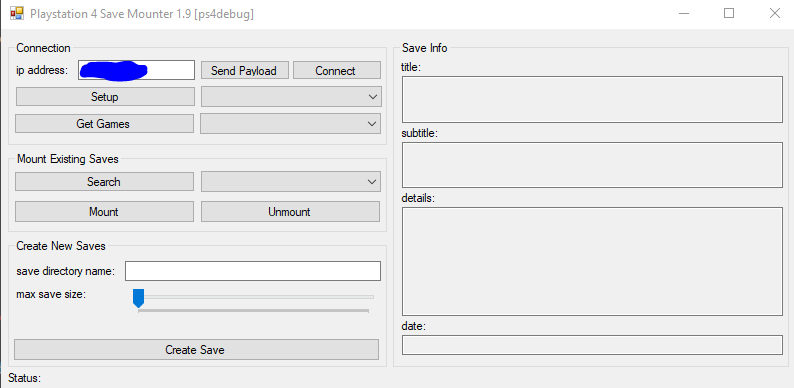 Playstation 4 Save Mounter 1.9 [ps4debug]
Connection
ip address:
Send Payload
Connect
Setup
Get Games
Mount Existing Saves
Search
Mount
Unmount
Create New Saves
save directory name:
max save size:
Create Save
Status:
Save Info
title:
subtitle:
details:
date: